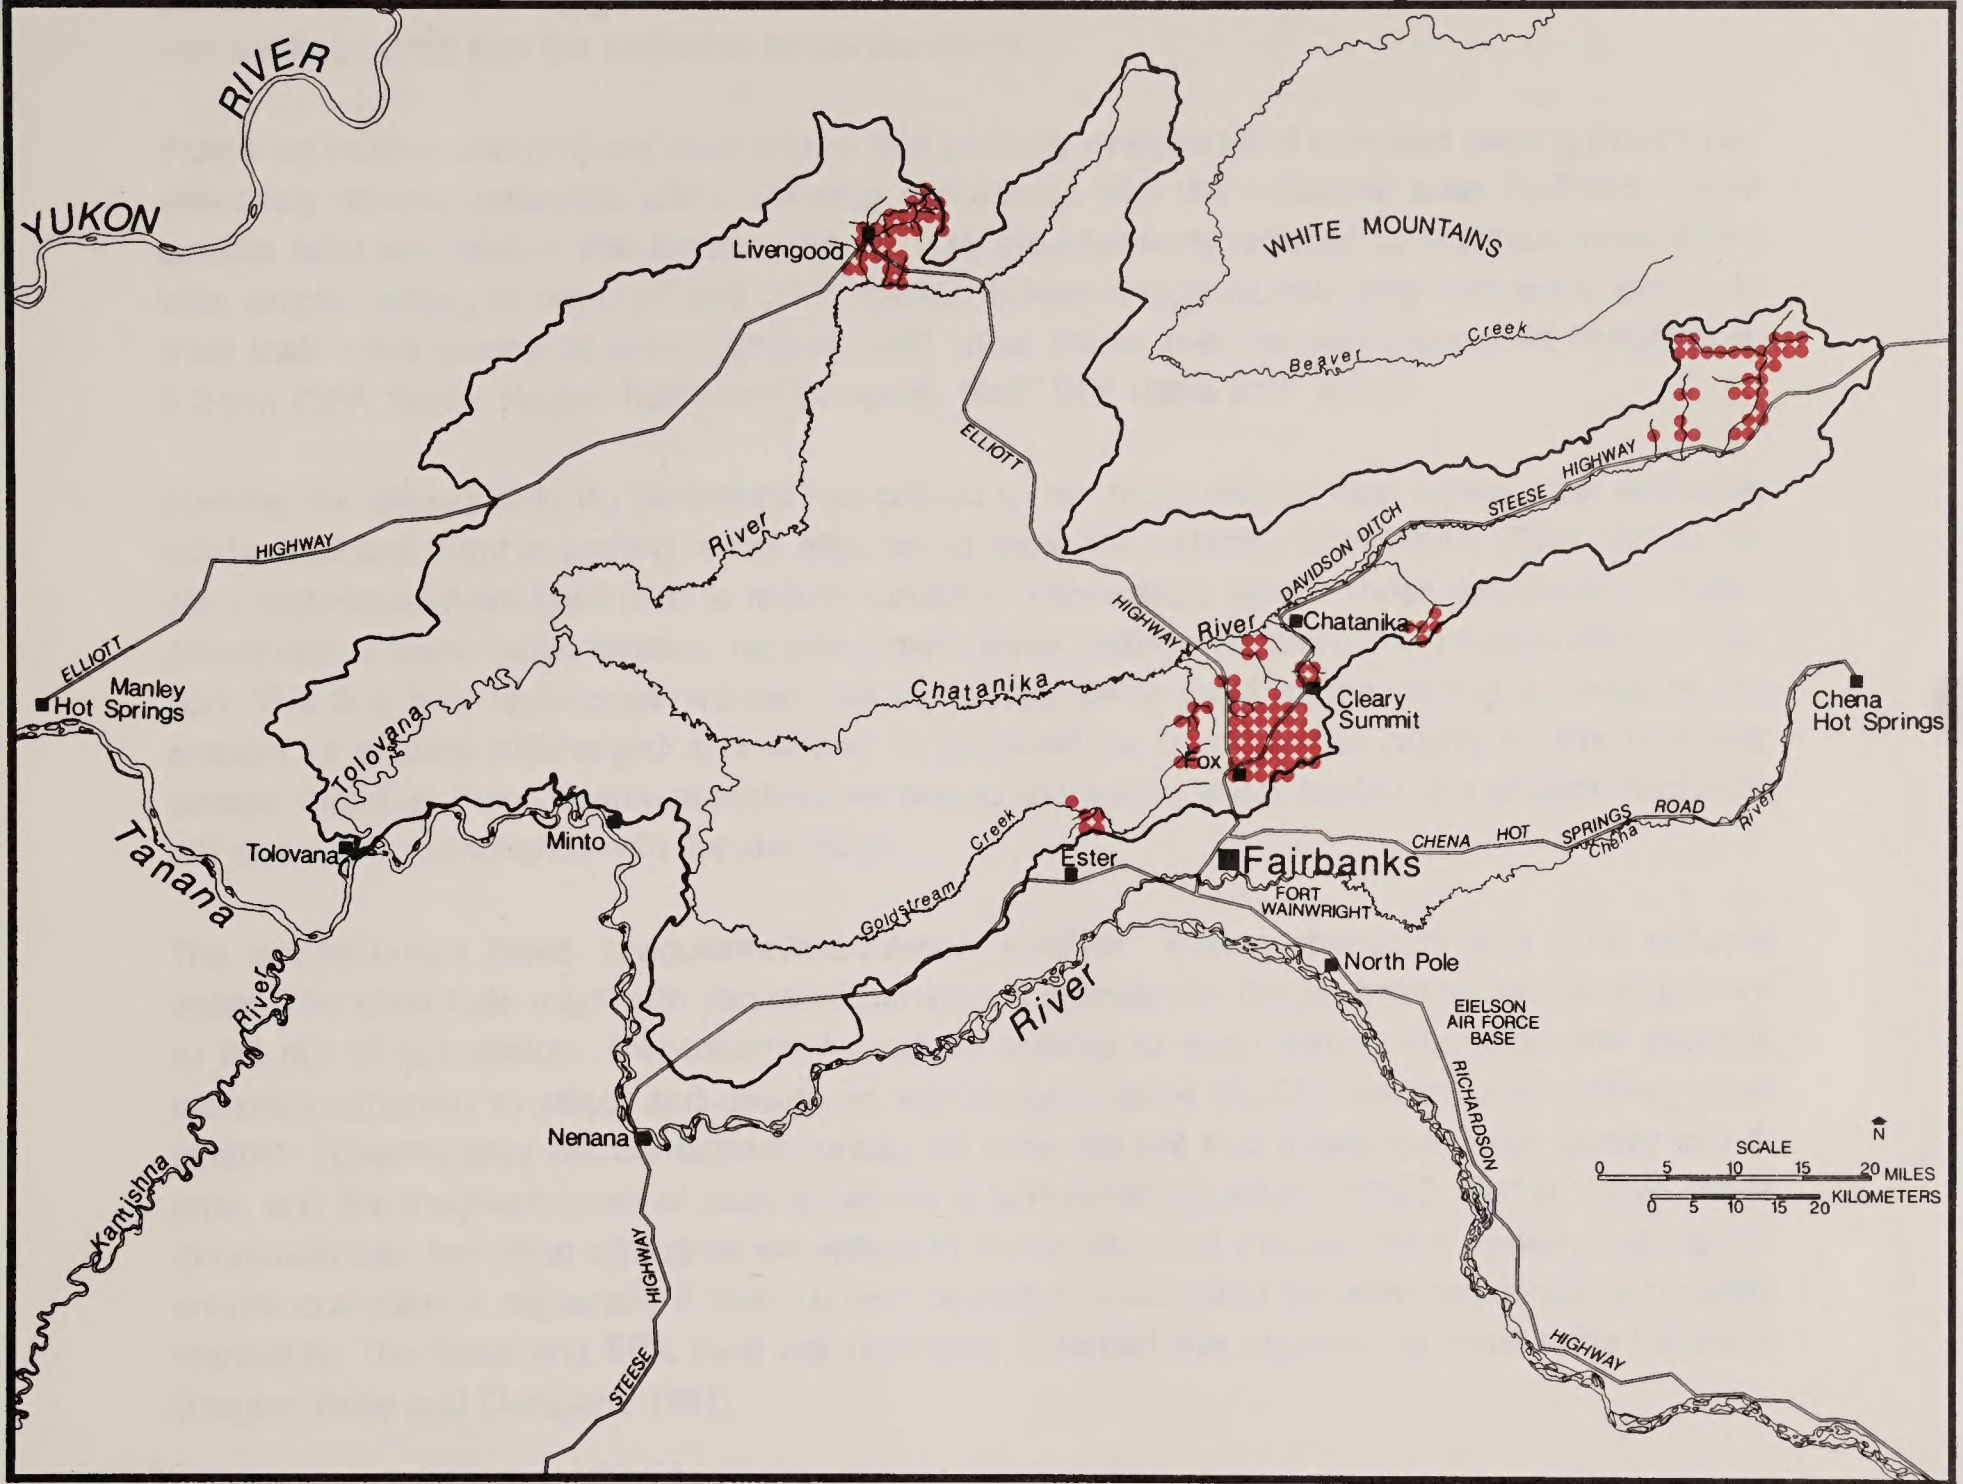 RIVER
YUKON
WHITE MOUNTAINS
Livengood
Beaver Creek
ELLIOTT
HIGHWAY
STEESE
HIGHWAY
DAVIDSON DITCH
River
HIGHWAY
ELLIOTT
HIGHWAY
River
Chatanika
Chatanika
Manley
Hot Springs
Tolovana
Cleary
Summit
Chena
Hot Springs
Fox
Tanana
Tolovana
Minto
Creek
Goldstream
Ester
Fairbanks
CHENA HOT SPRINGS ROAD
Chena
River
FORT
WAINWRIGHT
North Pole
River
EIELSON
AIR FORCE
BASE
River
Kantishna
Nenana
RICHARDSON
HIGHWAY
HIGHWAY
STEESE
N
SCALE
0 5 10 15 20 MILES
0 5 10 15 20 KILOMETERS